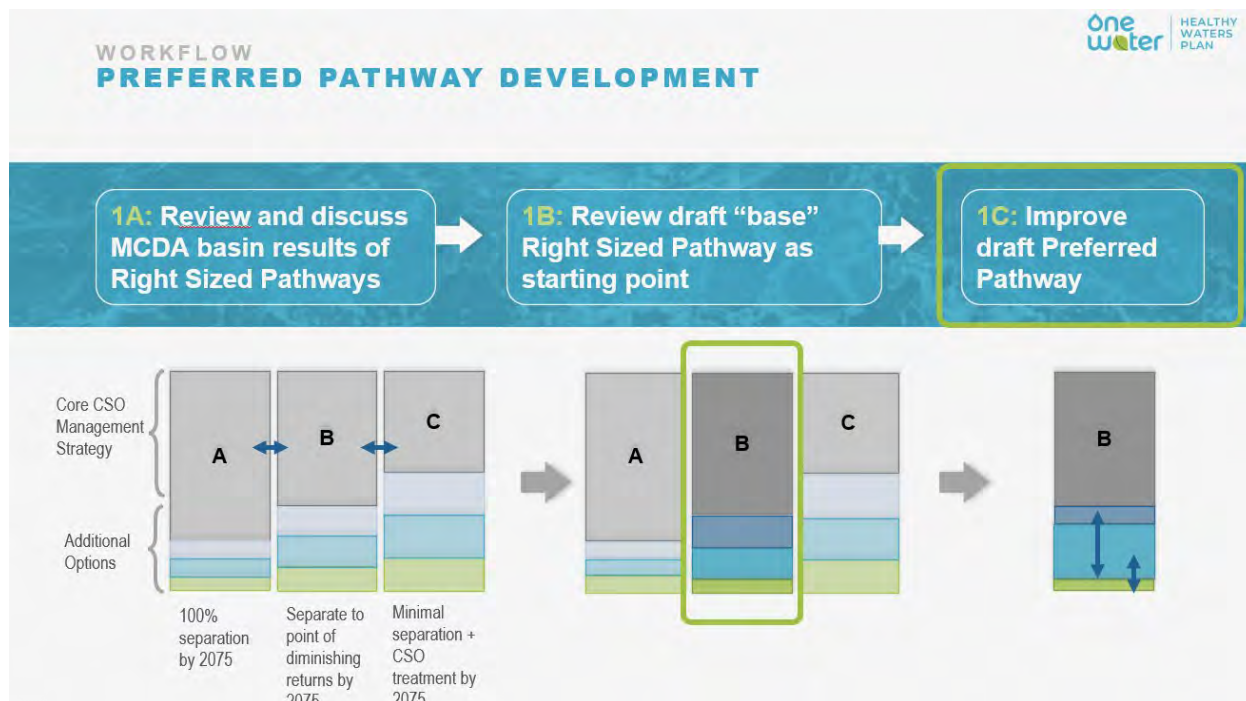 One
water
HEALTHY
WATERS
PLAN
WORKFLOW
PREFERRED PATHWAY DEVELOPMENT
1A: Review and discuss
MCDA basin results of
Right Sized Pathways
1B: Review draft “base”
Right Sized Pathway as
starting point
1C: Improve
draft Preferred
Pathway
Core CSO
Management
Strategy
Additional
Options
A
B
C
A
B
C
B
100%
separation
by 2075
Separate to
point of
diminishing
returns by
2075
Minimal
separation +
CSO
treatment by
2075